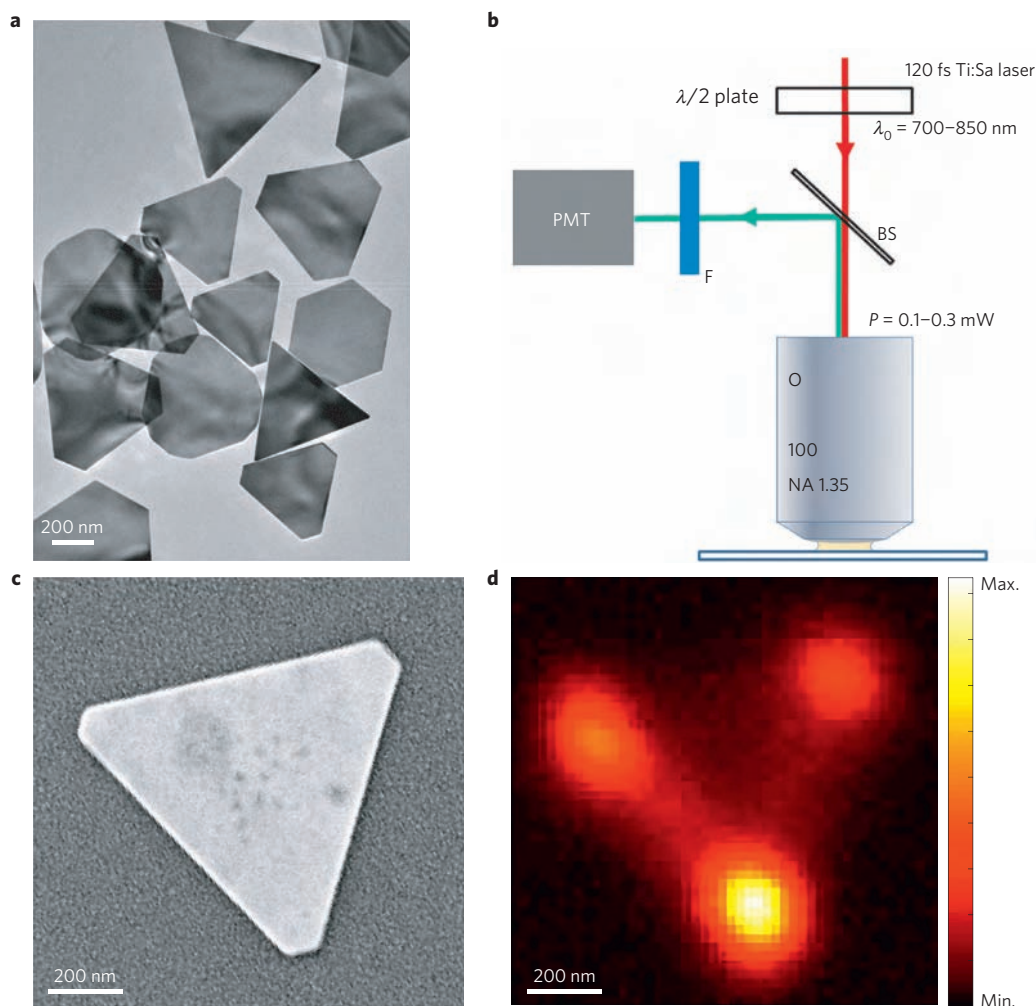 a
200 nm
b
120 fs Ti:Sa laser
λ/2 plate
λ₀ = 700–850 nm
PMT
BS
F
P = 0.1–0.3 mW
O
100
NA 1.35
c
200 nm
d
Max.
200 nm
Min.